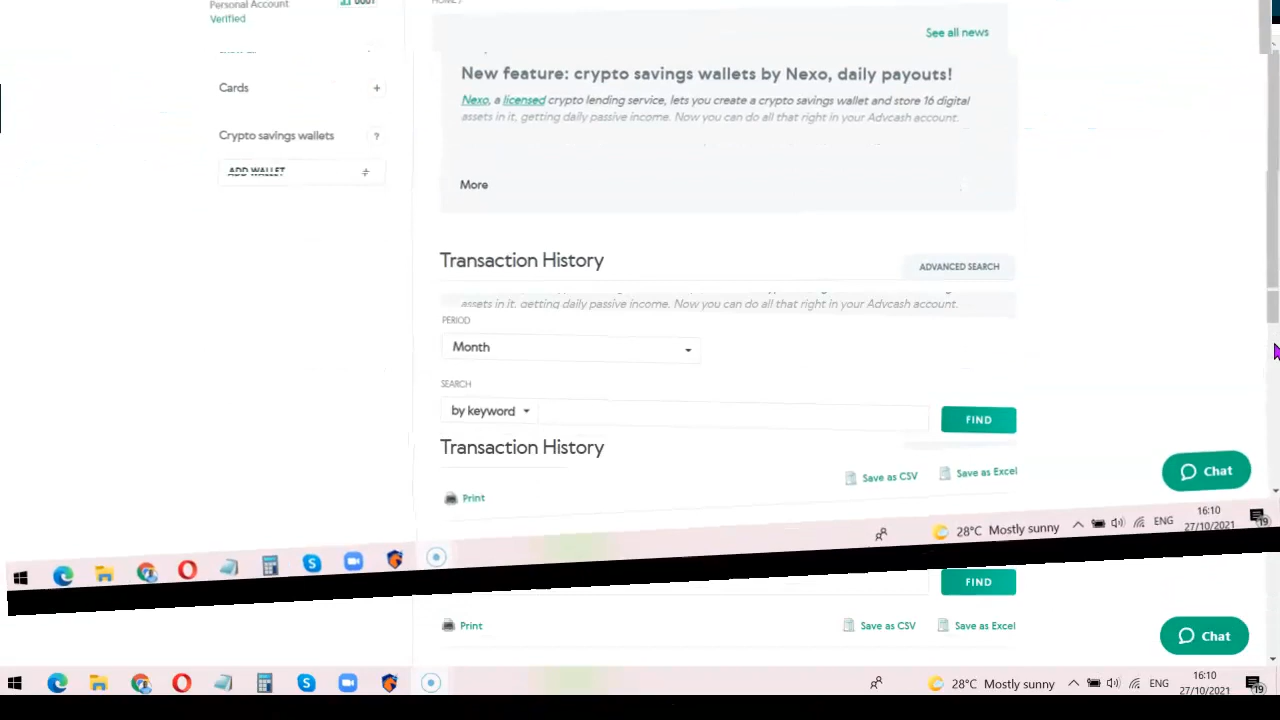 Personal Account
Verified
0001
HOME /
See all news
Cards
Crypto savings wallets
?
ADD WALLET
New feature: crypto savings wallets by Nexo, daily payouts!
Nexo, a licensed crypto lending service, lets you create a crypto savings wallet and store 16 digital
assets in it, getting daily passive income. Now you can do all that right in your Advcash account.
More
Transaction History
ADVANCED SEARCH
assets in it, getting daily passive income. Now you can do all that right in your Advcash account.
PERIOD
Month
SEARCH
by keyword
FIND
Transaction History
Save as CSV
Save as Excel
Print
Chat
28°C Mostly sunny
ENG
16:10
27/10/2021
19
FIND
Print
Save as CSV
Save as Excel
Chat
28°C Mostly sunny
ENG
16:10
27/10/2021
19